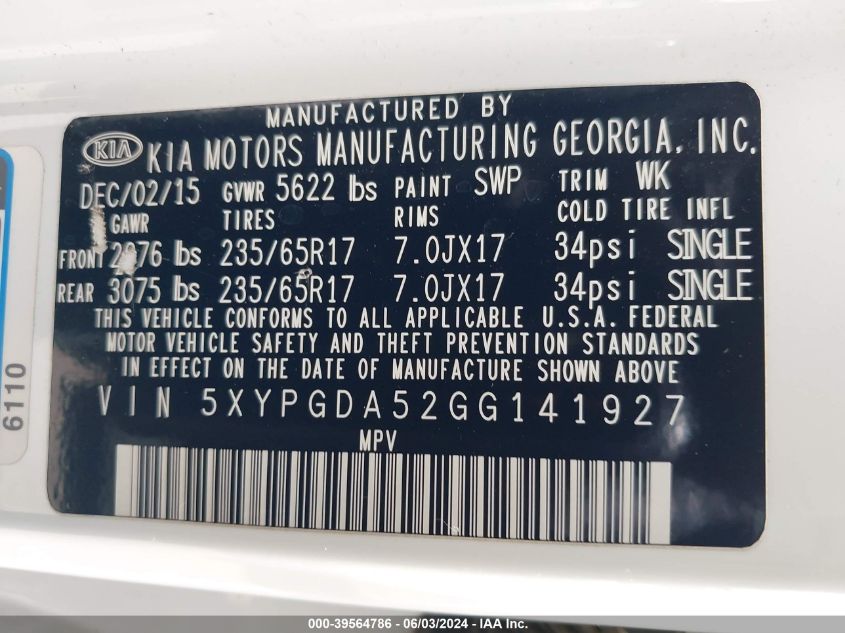 MANUFACTURED BY
KIA KIA MOTORS MANUFACTURING GEORGIA, INC.
DEC/02/15 GVWR 5622 lbs PAINT SWP TRIM WK
GAWR TIRES RIMS COLD TIRE INFL
FRONT lbs 235/65R17 7.0JX17 34psi SINGLE
REAR 3075 lbs 235/65R17 7.0JX17 34psi SINGLE
THIS VEHICLE CONFORMS TO ALL APPLICABLE U.S.A. FEDERAL
MOTOR VEHICLE SAFETY AND THEFT PREVENTION STANDARDS
IN EFFECT ON THE DATE OF MANUFACTURE SHOWN ABOVE.
VIN 5XYPGDA52GG141927
MPV
6110
000-39564786 - 06/03/2024 - IAA Inc.